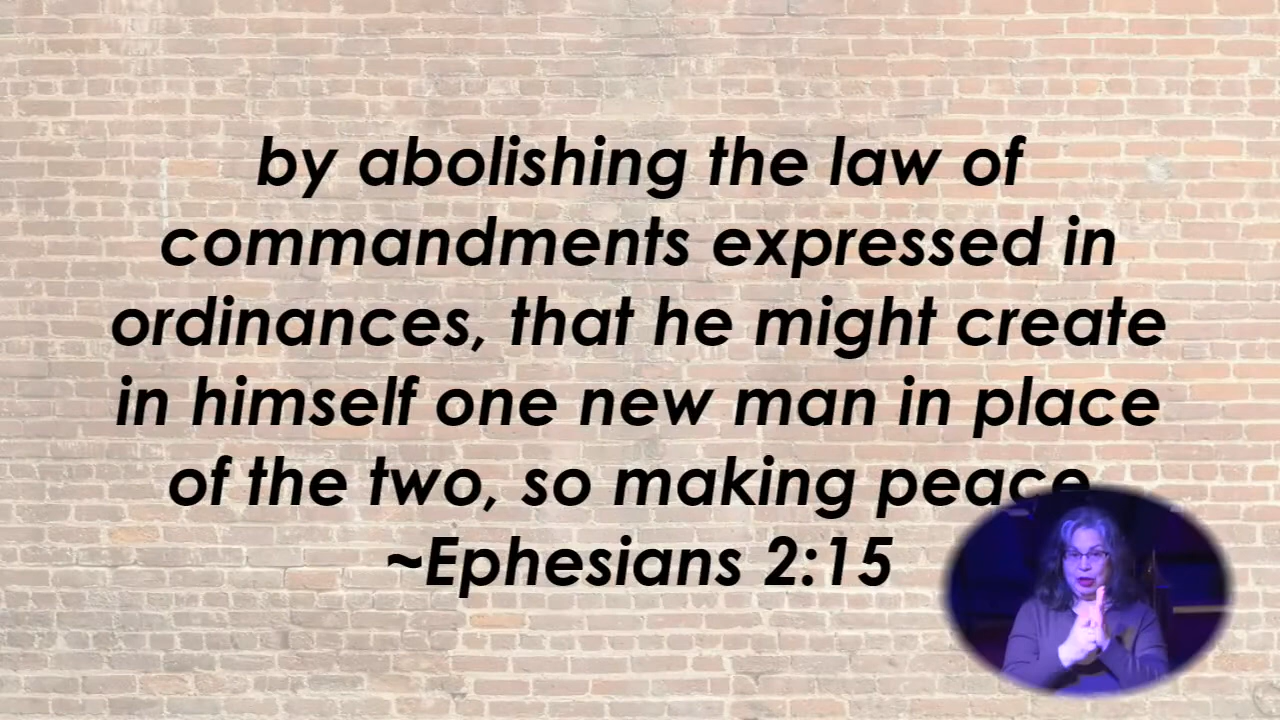 by abolishing the law of
commandments expressed in
ordinances, that he might create
in himself one new man in place
of the two, so making peace
~Ephesians 2:15